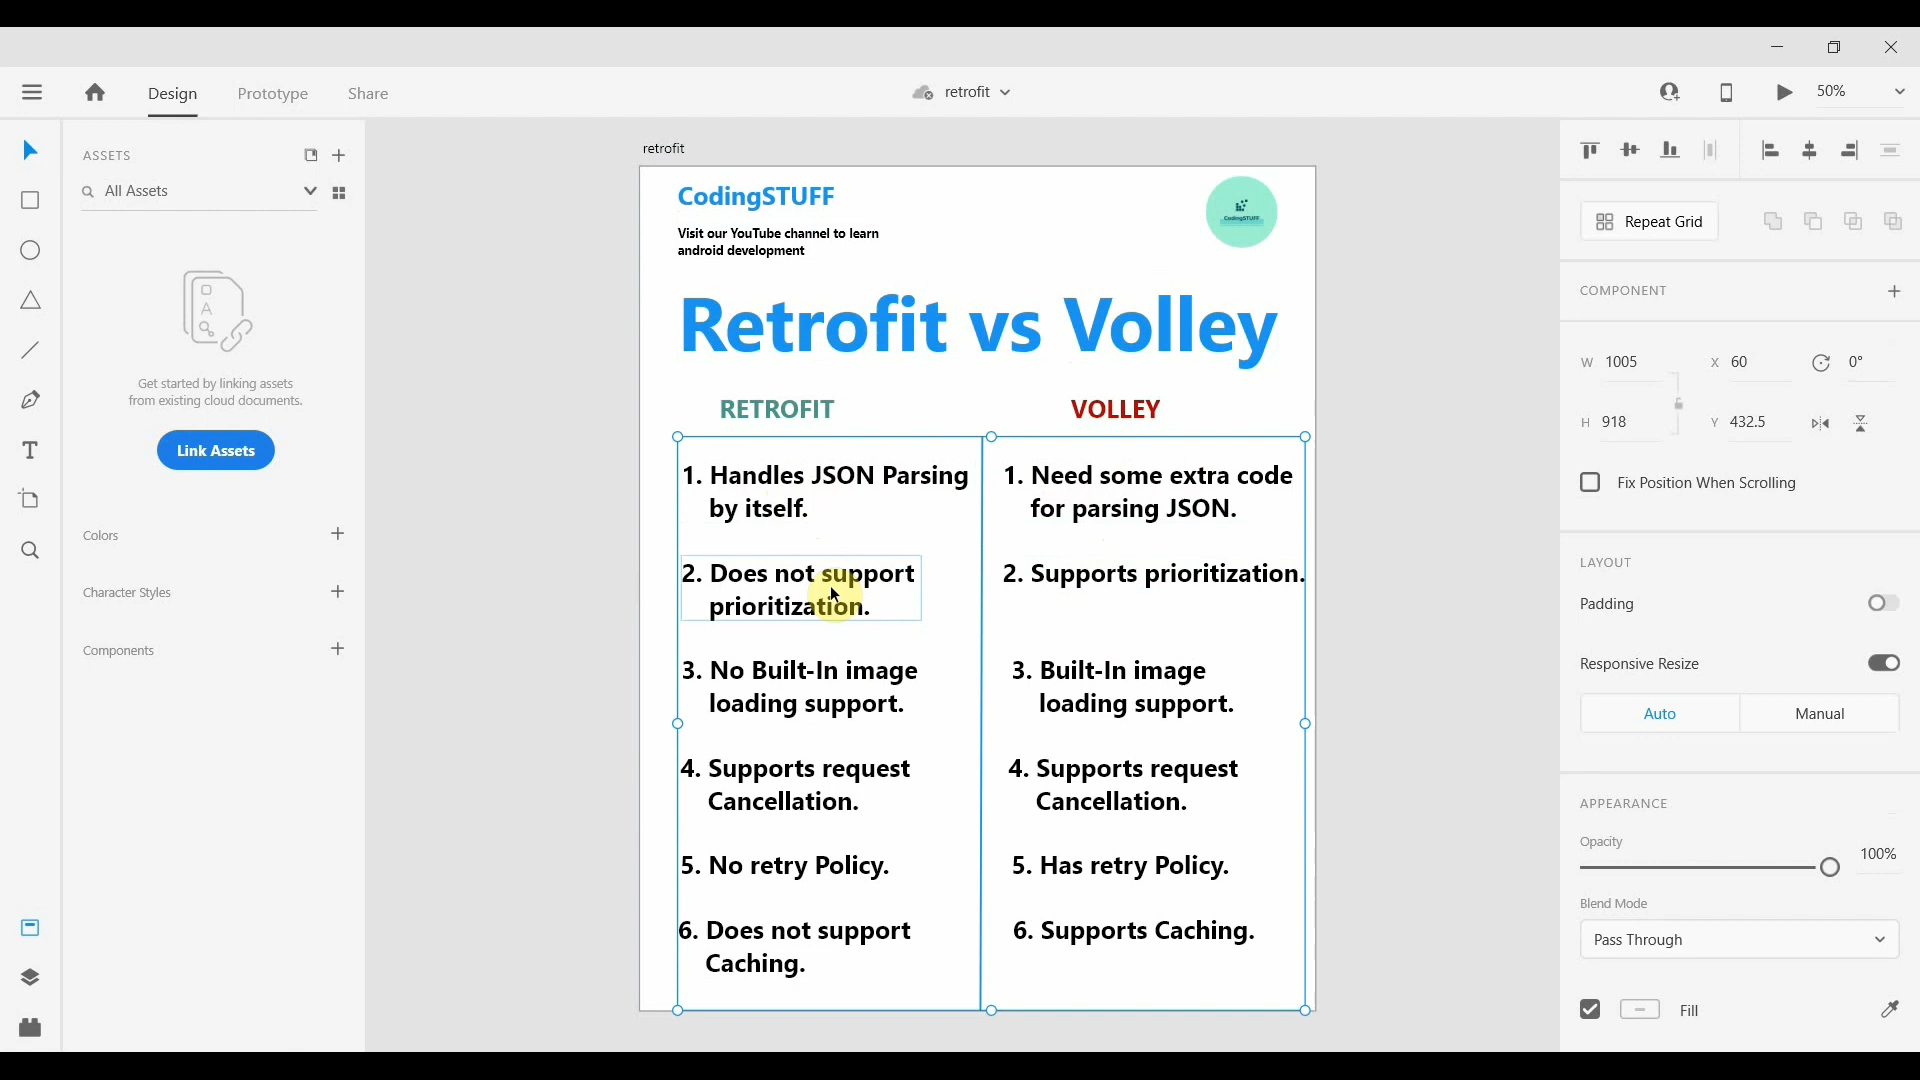 Design
Prototype
Share
retrofit
50%
ASSETS
All Assets
Get started by linking assets
from existing cloud documents.
Link Assets
Colors
Character Styles
Components
retrofit
CodingSTUFF
Visit our YouTube channel to learn
android development
CodingSTUFF
Retrofit vs Volley
RETROFIT
VOLLEY
1. Handles JSON Parsing
by itself.
2. Does not support
prioritization.
3. No Built-In image
loading support.
4. Supports request
Cancellation.
5. No retry Policy.
6. Does not support
Caching.
1. Need some extra code
for parsing JSON.
2. Supports prioritization.
3. Built-In image
loading support.
4. Supports request
Cancellation.
5. Has retry Policy.
6. Supports Caching.
Repeat Grid
COMPONENT
W 1005 X 60 0°
H 918 Y 432.5
Fix Position When Scrolling
LAYOUT
Padding
Responsive Resize
Auto Manual
APPEARANCE
Opacity
100%
Blend Mode
Pass Through
Fill